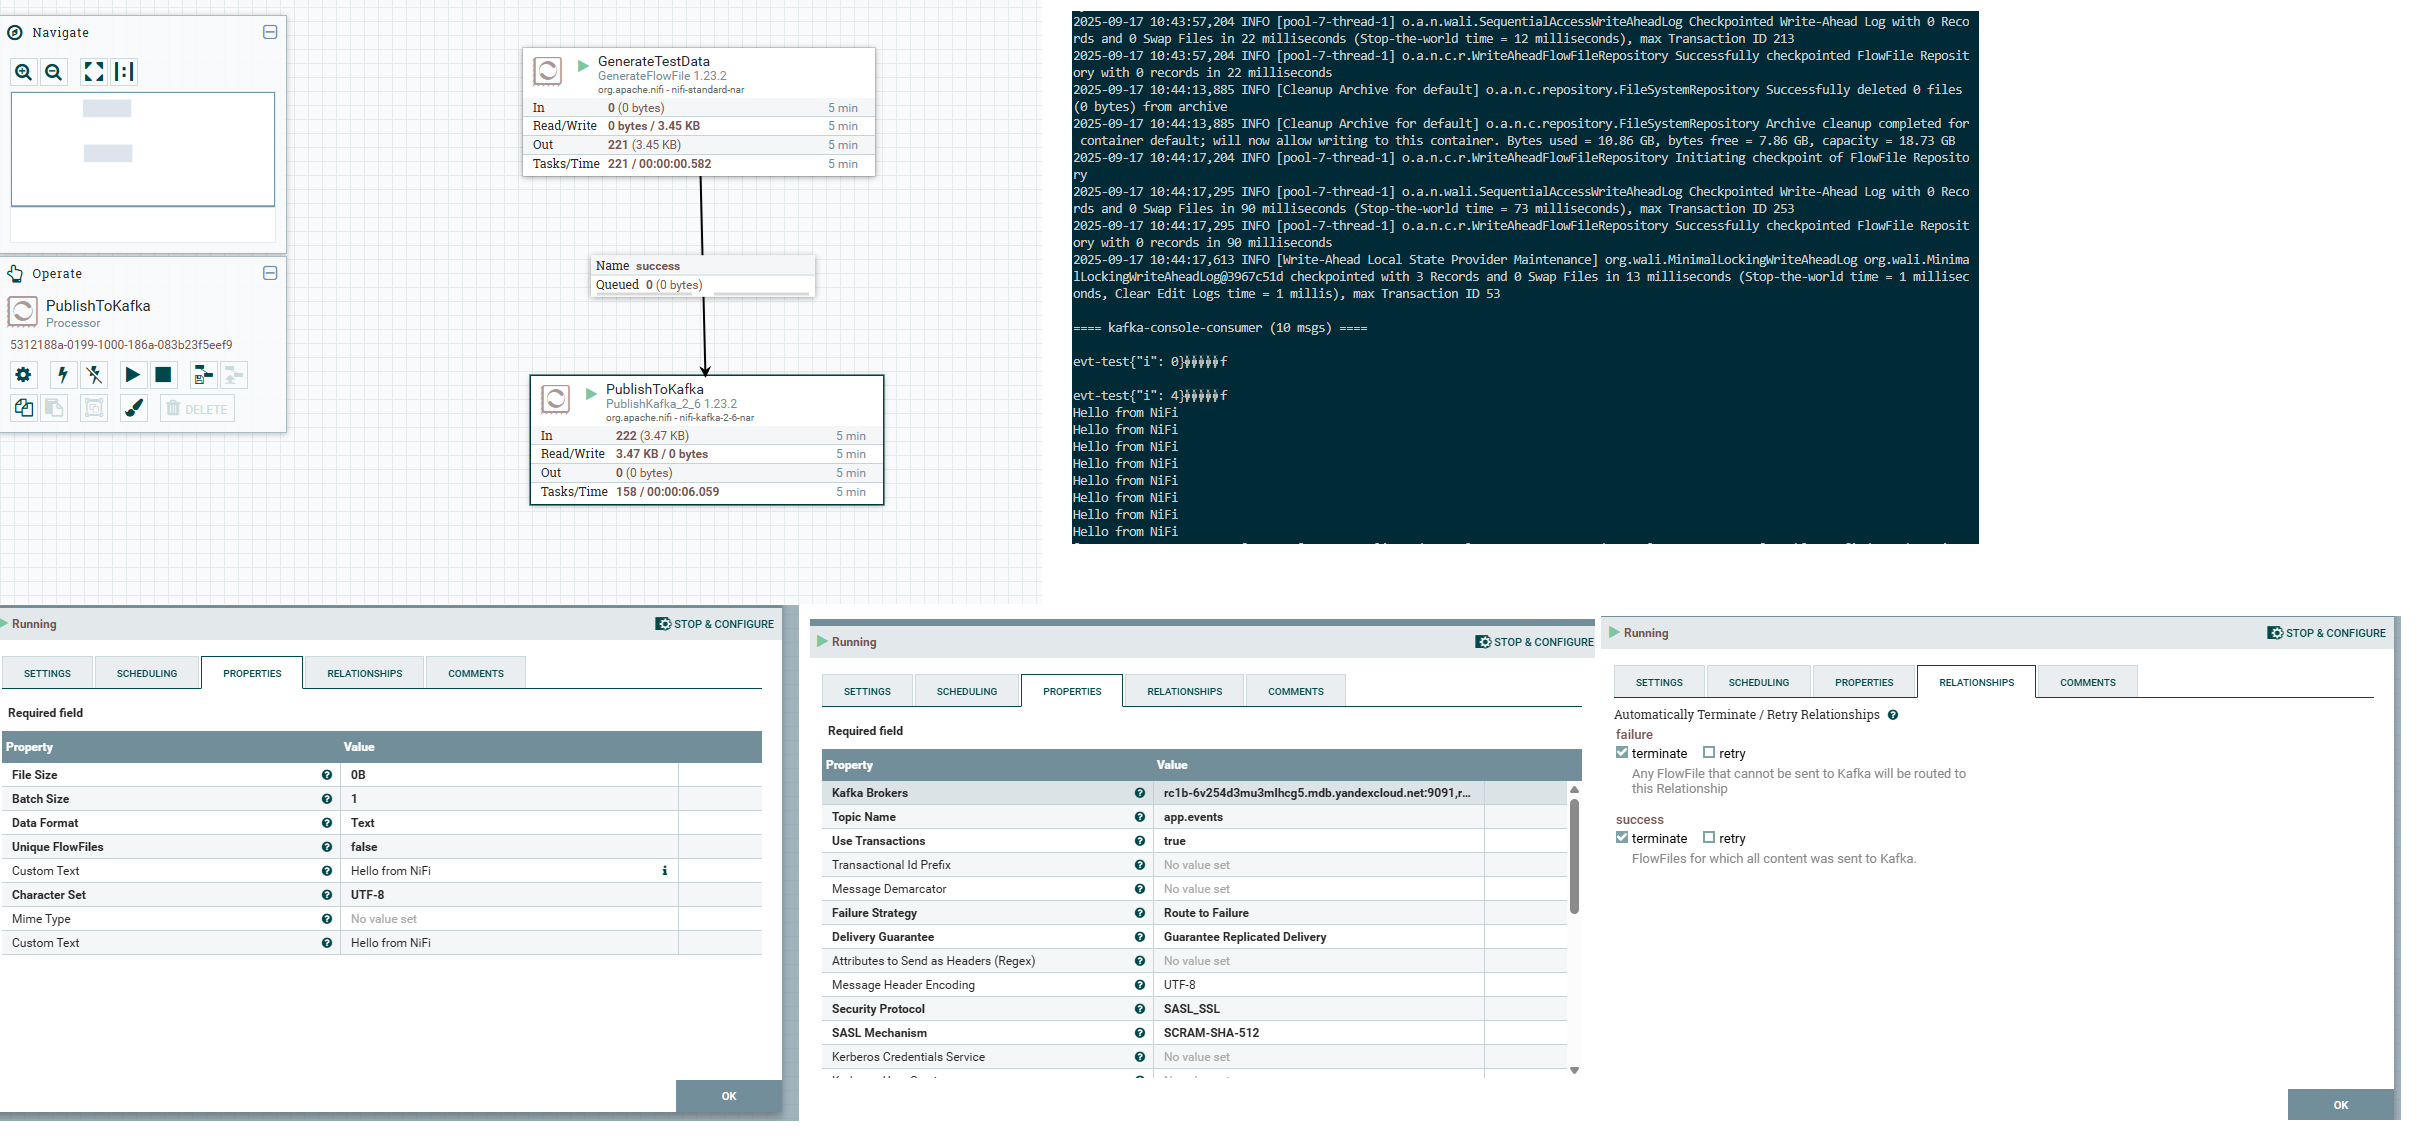 Navigate
Operate
PublishToKafka
Processor
5312188a-0199-1000-186a-083b23f5eef9
DELETE
GenerateTestData
GenerateFlowFile 1.23.2
org.apache.nifi - nifi-standard-nar
In 0 (0 bytes) 5 min
Read/Write 0 bytes / 3.45 KB 5 min
Out 221 (3.45 KB) 5 min
Tasks/Time 221 / 00:00:00.582 5 min
Name success
Queued 0 (0 bytes)
PublishToKafka
PublishKafka_2_6 1.23.2
org.apache.nifi - nifi-kafka-2-6-nar
In 222 (3.47 KB) 5 min
Read/Write 3.47 KB / 0 bytes 5 min
Out 0 (0 bytes) 5 min
Tasks/Time 158 / 00:00:06.059 5 min
2025-09-17 10:43:57,204 INFO [pool-7-thread-1] o.a.n.wali.SequentialAccessWriteAheadLog Checkpointed Write-Ahead Log with 0 Reco
rds and 0 Swap Files in 22 milliseconds (Stop-the-world time = 12 milliseconds), max Transaction ID 213
2025-09-17 10:43:57,204 INFO [pool-7-thread-1] o.a.n.c.r.WriteAheadFlowFileRepository Successfully checkpointed FlowFile Reposit
ory with 0 records in 22 milliseconds
2025-09-17 10:44:13,885 INFO [Cleanup Archive for default] o.a.n.c.repository.FileSystemRepository Successfully deleted 0 files
(0 bytes) from archive
2025-09-17 10:44:13,885 INFO [Cleanup Archive for default] o.a.n.c.repository.FileSystemRepository Archive cleanup completed for
container default; will now allow writing to this container. Bytes used = 10.86 GB, bytes free = 7.86 GB, capacity = 18.73 GB
2025-09-17 10:44:17,204 INFO [pool-7-thread-1] o.a.n.c.r.WriteAheadFlowFileRepository Initiating checkpoint of FlowFile Reposito
ry
2025-09-17 10:44:17,295 INFO [pool-7-thread-1] o.a.n.wali.SequentialAccessWriteAheadLog Checkpointed Write-Ahead Log with 0 Reco
rds and 0 Swap Files in 90 milliseconds (Stop-the-world time = 73 milliseconds), max Transaction ID 253
2025-09-17 10:44:17,295 INFO [pool-7-thread-1] o.a.n.c.r.WriteAheadFlowFileRepository Successfully checkpointed FlowFile Reposit
ory with 0 records in 90 milliseconds
2025-09-17 10:44:17,613 INFO [Write-Ahead Local State Provider Maintenance] org.wali.MinimalLockingWriteAheadLog org.wali.Minima
lLockingWriteAheadLog@3967c51d checkpointed with 3 Records and 0 Swap Files in 13 milliseconds (Stop-the-world time = 1 millisec
onds, Clear Edit Logs time = 1 millis), max Transaction ID 53
==== kafka-console-consumer (10 msgs) ====
evt-test{"i": 0}�����f
evt-test{"i": 4}�����f
Hello from NiFi
Hello from NiFi
Hello from NiFi
Hello from NiFi
Hello from NiFi
Hello from NiFi
Hello from NiFi
Hello from NiFi
Running STOP & CONFIGURE
SETTINGS SCHEDULING PROPERTIES RELATIONSHIPS COMMENTS
Required field
Property Value
File Size 0B
Batch Size 1
Data Format Text
Unique FlowFiles false
Custom Text Hello from NiFi
Character Set UTF-8
Mime Type No value set
Custom Text Hello from NiFi
OK
Running STOP & CONFIGURE
SETTINGS SCHEDULING PROPERTIES RELATIONSHIPS COMMENTS
Required field
Property Value
Kafka Brokers rc1b-6v254d3mu3mlhcg5.mdb.yandexcloud.net:9091,r...
Topic Name app.events
Use Transactions true
Transactional Id Prefix No value set
Message Demarcator No value set
Failure Strategy Route to Failure
Delivery Guarantee Guarantee Replicated Delivery
Attributes to Send as Headers (Regex) No value set
Message Header Encoding UTF-8
Security Protocol SASL_SSL
SASL Mechanism SCRAM-SHA-512
Kerberos Credentials Service No value set
Running STOP & CONFIGURE
SETTINGS SCHEDULING PROPERTIES RELATIONSHIPS COMMENTS
Automatically Terminate / Retry Relationships
failure
terminate retry
Any FlowFile that cannot be sent to Kafka will be routed to
this Relationship
success
terminate retry
FlowFiles for which all content was sent to Kafka.
OK